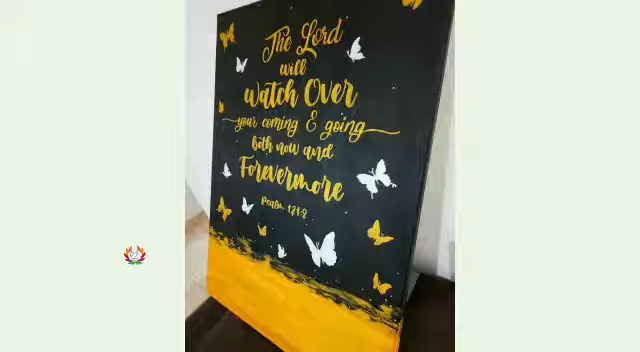 The Lord
will
Watch Over
your coming & going
both now and
Forevermore
Psalm 121:8